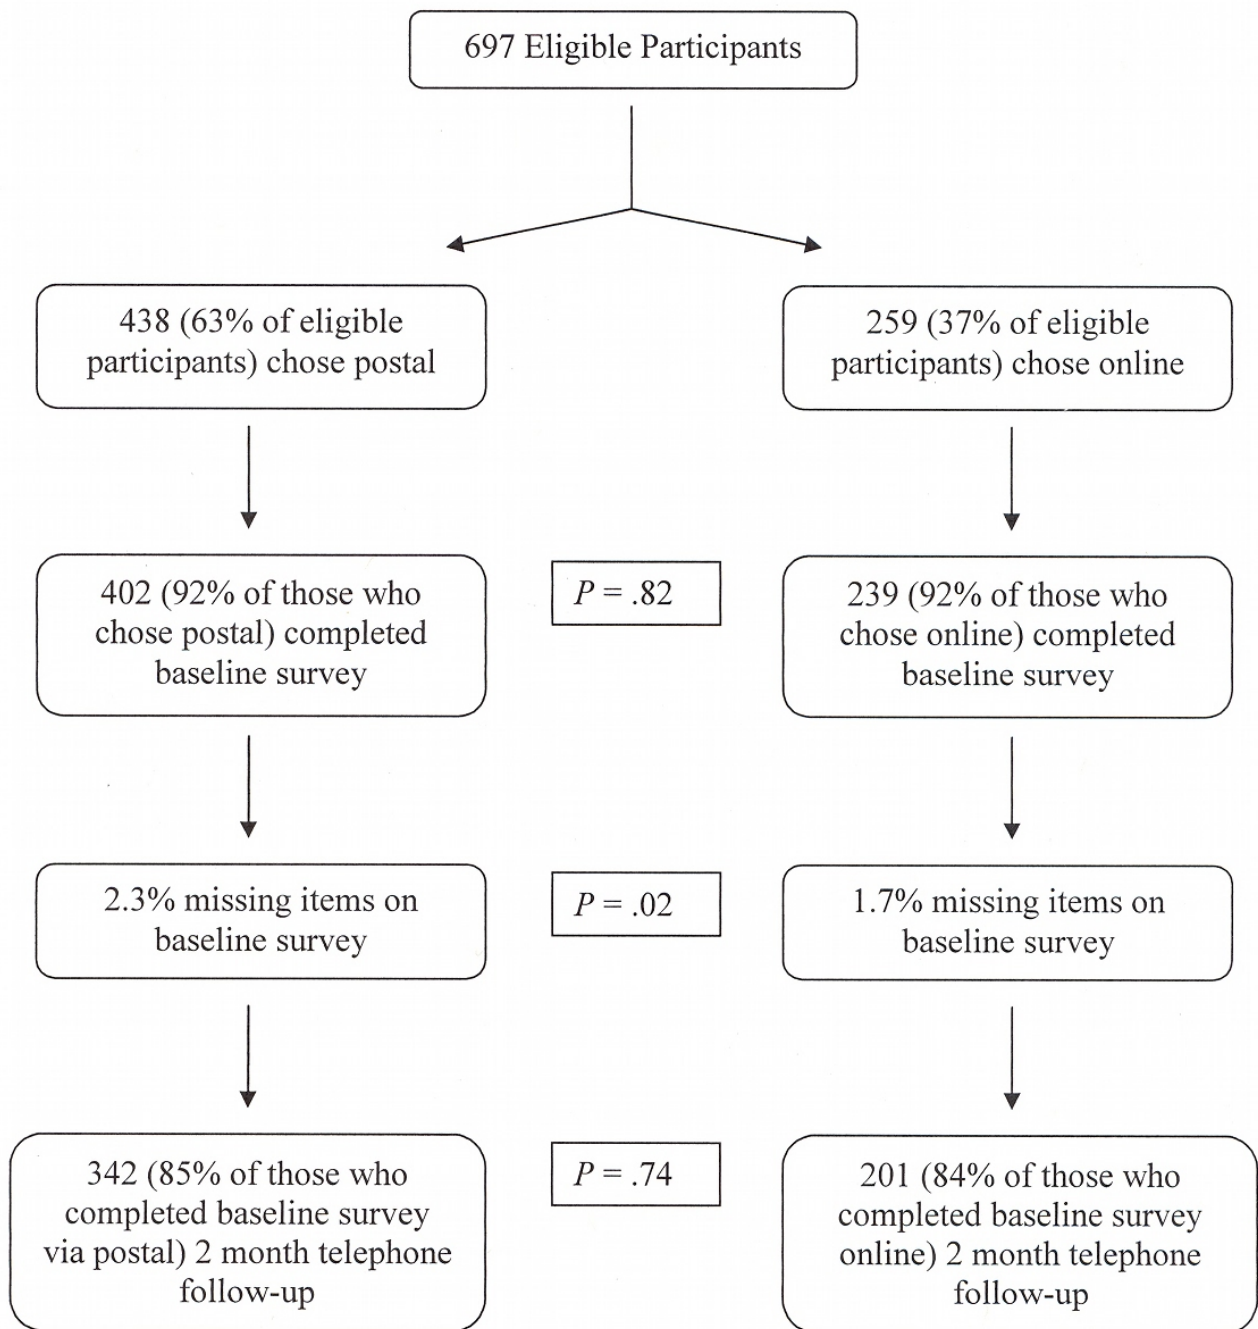 697 Eligible Participants
438 (63% of eligible
participants) chose postal
259 (37% of eligible
participants) chose online
402 (92% of those who
chose postal) completed
baseline survey
P = .82
239 (92% of those who
chose online) completed
baseline survey
2.3% missing items on
baseline survey
P = .02
1.7% missing items on
baseline survey
342 (85% of those who
completed baseline survey
via postal) 2 month telephone
follow-up
P = .74
201 (84% of those who
completed baseline survey
online) 2 month telephone
follow-up